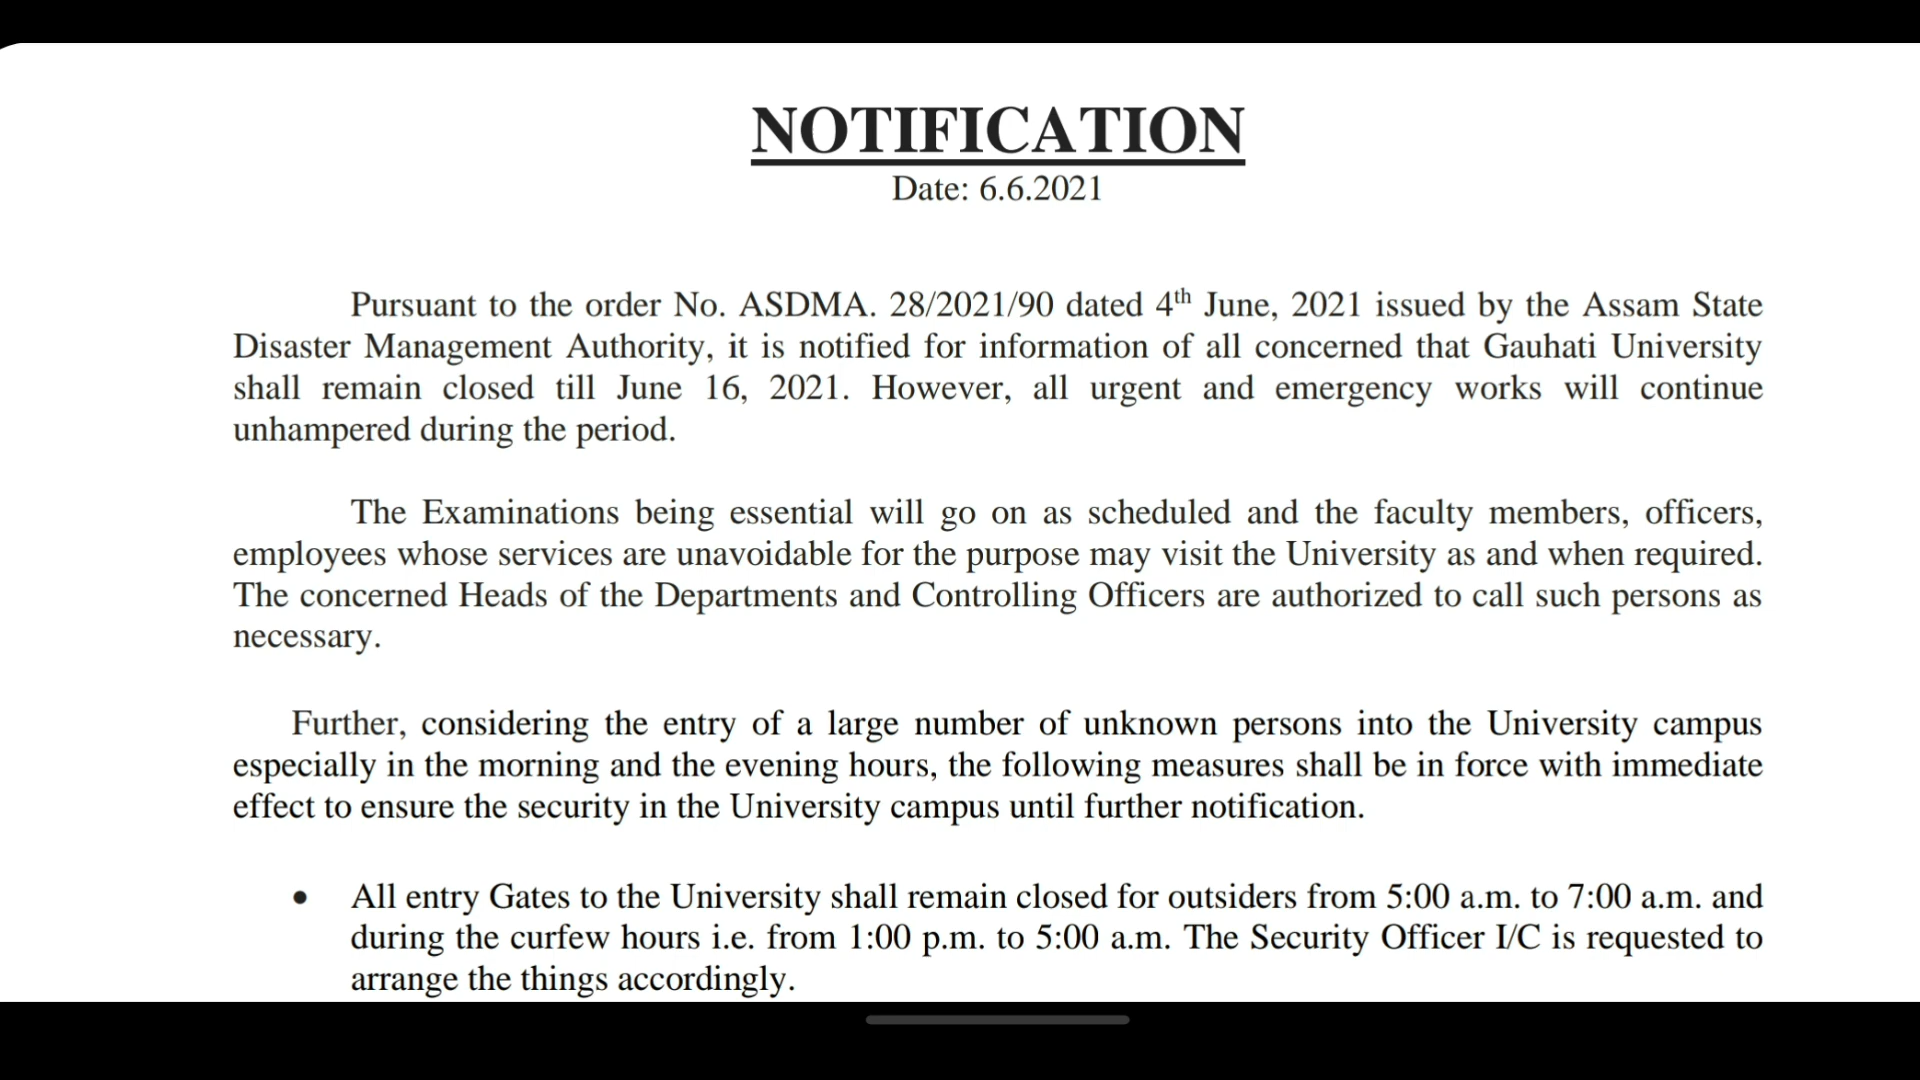 NOTIFICATION
Date: 6.6.2021
Pursuant to the order No. ASDMA. 28/2021/90 dated 4th June, 2021 issued by the Assam State
Disaster Management Authority, it is notified for information of all concerned that Gauhati University
shall remain closed till June 16, 2021. However, all urgent and emergency works will continue
unhampered during the period.
The Examinations being essential will go on as scheduled and the faculty members, officers,
employees whose services are unavoidable for the purpose may visit the University as and when required.
The concerned Heads of the Departments and Controlling Officers are authorized to call such persons as
necessary.
Further, considering the entry of a large number of unknown persons into the University campus
especially in the morning and the evening hours, the following measures shall be in force with immediate
effect to ensure the security in the University campus until further notification.
• All entry Gates to the University shall remain closed for outsiders from 5:00 a.m. to 7:00 a.m. and
during the curfew hours i.e. from 1:00 p.m. to 5:00 a.m. The Security Officer I/C is requested to
arrange the things accordingly.